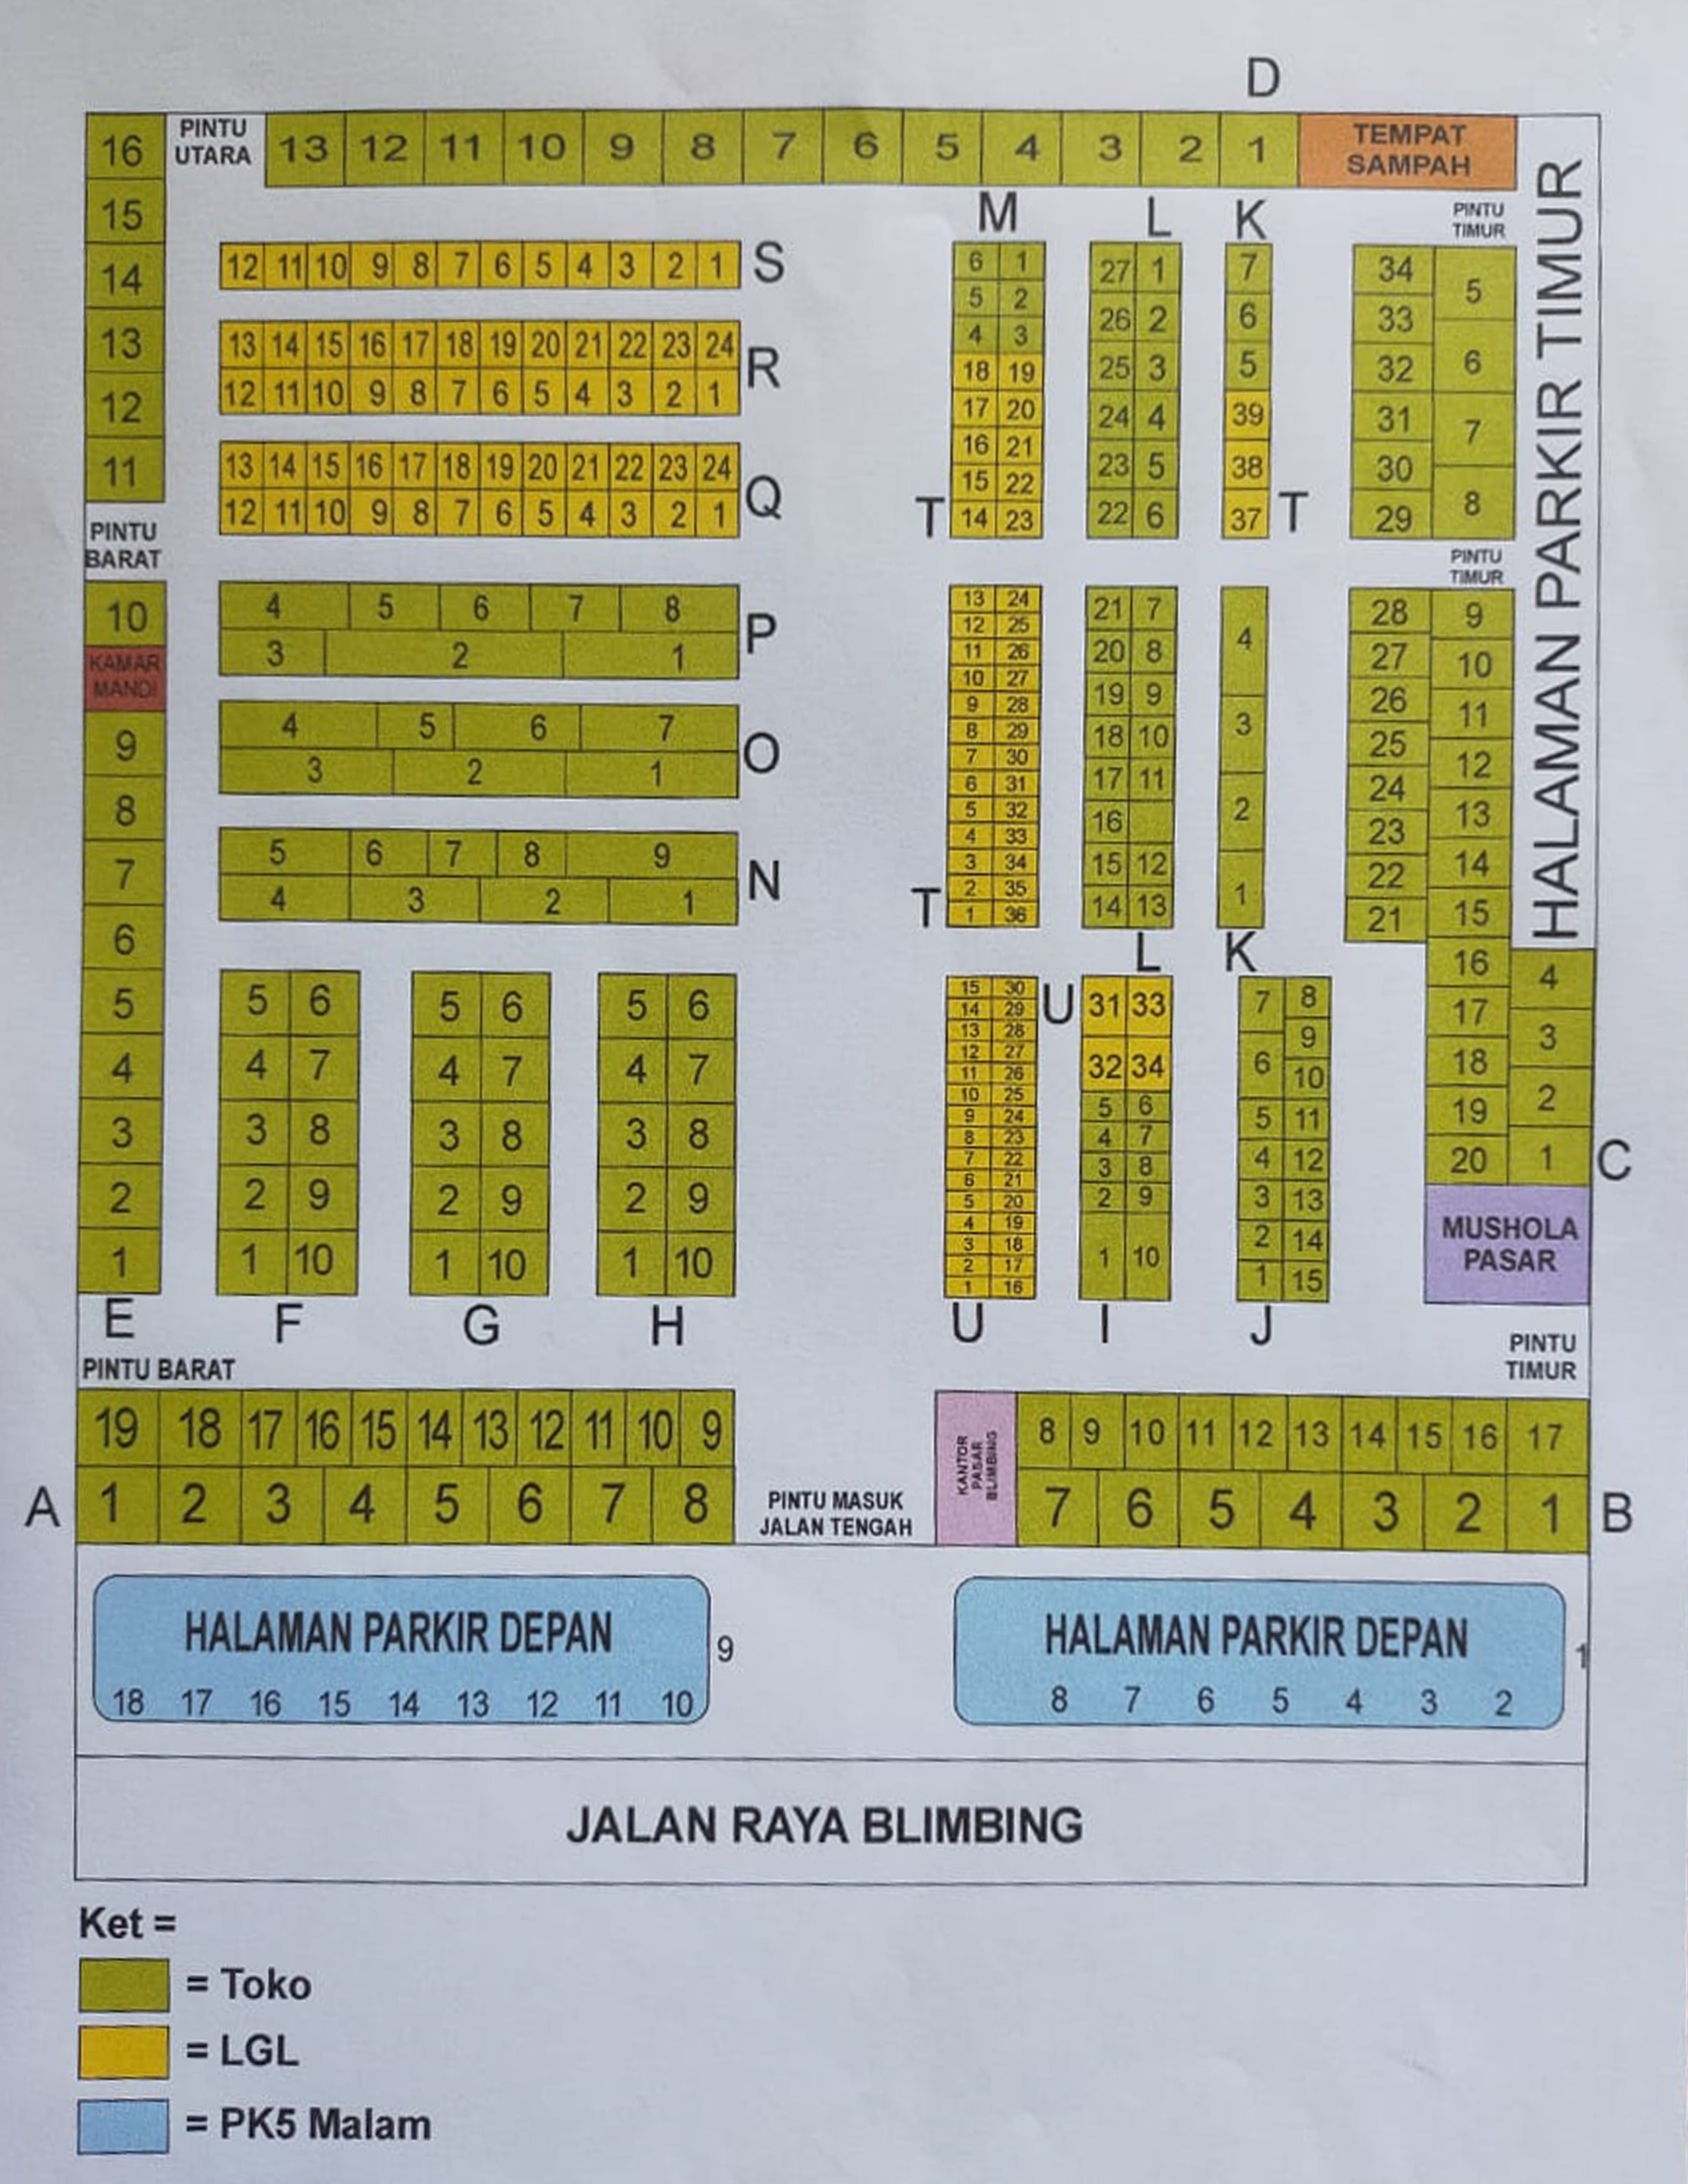 D
16
PINTU
UTARA
13 12 11 10 9 8 7 6 5 4 3 2 1
TEMPAT
SAMPAH
HALAMAN PARKIR TIMUR
15
14
13
12
11
PINTU
BARAT
10
KAMAR
MANDI
9
8
7
6
5
4
3
2
1
E
12 11 10 9 8 7 6 5 4 3 2 1 S
13 14 15 16 17 18 19 20 21 22 23 24
12 11 10 9 8 7 6 5 4 3 2 1
R
13 14 15 16 17 18 19 20 21 22 23 24
12 11 10 9 8 7 6 5 4 3 2 1
Q
4 5 6 7 8
3 2 1
P
4 5 6 7
3 2 1
O
5 6 7 8 9
4 3 2 1
N
5 6
4 7
3 8
2 9
1 10
F
5 6
4 7
3 8
2 9
1 10
G
5 6
4 7
3 8
2 9
1 10
H
M
6 1
5 2
4 3
18 19
17 20
16 21
15 22
T 14 23
13 24
12 25
11 26
10 27
9 28
8 29
7 30
6 31
5 32
4 33
3 34
2 35
T
1 36
15 30
14 29
13 28
12 27
11 26
10 25
9 24
8 23
7 22
6 21
5 20
4 19
3 18
2 17
1 16
U
L
27 1
26 2
25 3
24 4
23 5
22 6
21 7
20 8
19 9
18 10
17 11
16
15 12
14 13
L
U 31 33
32 34
5 6
4 7
3 8
2 9
1 10
I
K
7
6
5
39
38
37 T
4
3
2
1
K
7 8
9
6 10
5 11
4 12
3 13
2 14
1 15
J
PINTU
TIMUR
34
33
32
31
30
29
5
6
7
8
PINTU
TIMUR
28
27
26
25
24
23
22
21
9
10
11
12
13
14
15
16
17
18
19
20
4
3
2
1 C
MUSHOLA
PASAR
PINTU
TIMUR
PINTU BARAT
19 18 17 16 15 14 13 12 11 10 9
A 1 2 3 4 5 6 7 8
PINTU MASUK
JALAN TENGAH
KANTOR
PASAR
BLIMBING
8 9 10 11 12 13 14 15 16 17
7 6 5 4 3 2 1 B
HALAMAN PARKIR DEPAN
9
18 17 16 15 14 13 12 11 10
HALAMAN PARKIR DEPAN
1
8 7 6 5 4 3 2
JALAN RAYA BLIMBING
Ket =
= Toko
= LGL
= PK5 Malam